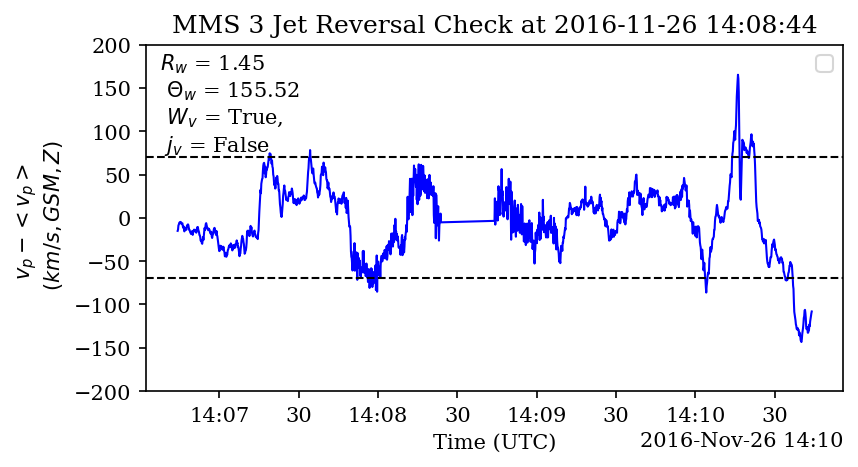 MMS 3 Jet Reversal Check at 2016-11-26 14:08:44
R_w = 1.45
Θ_w = 155.52
W_v = True,
j_v = False
v_p − < v_p >
(km/s, GSM, Z)
200
150
100
50
0
−50
−100
−150
−200
14:07 30 14:08 30 14:09 30 14:10 30
Time (UTC)
2016-Nov-26 14:10